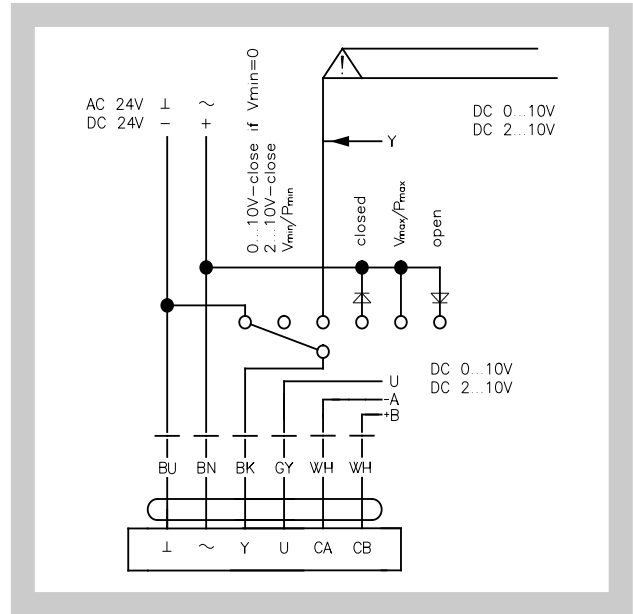 AC 24V ⊥ ~
DC 24V − +
0...10V−close if Vmin=0
2...10V−close
Vmin/Pmin
!
DC 0...10V
DC 2...10V
Y
closed
Vmax/Pmax
open
DC 0...10V
DC 2...10V
U
-A
+B
BU BN BK GY WH WH
⊥ ~ Y U CA CB